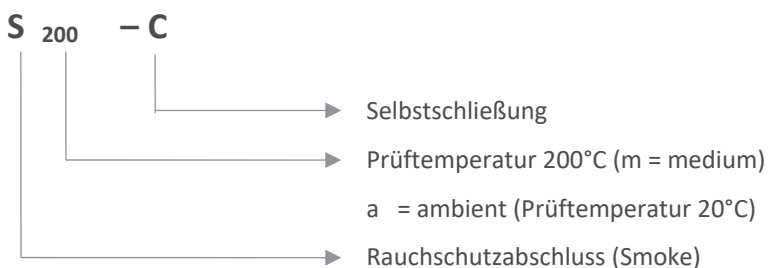 S 200 – C
Selbstschließung
Prüftemperatur 200°C (m = medium)
a = ambient (Prüftemperatur 20°C)
Rauchschutzabschluss (Smoke)